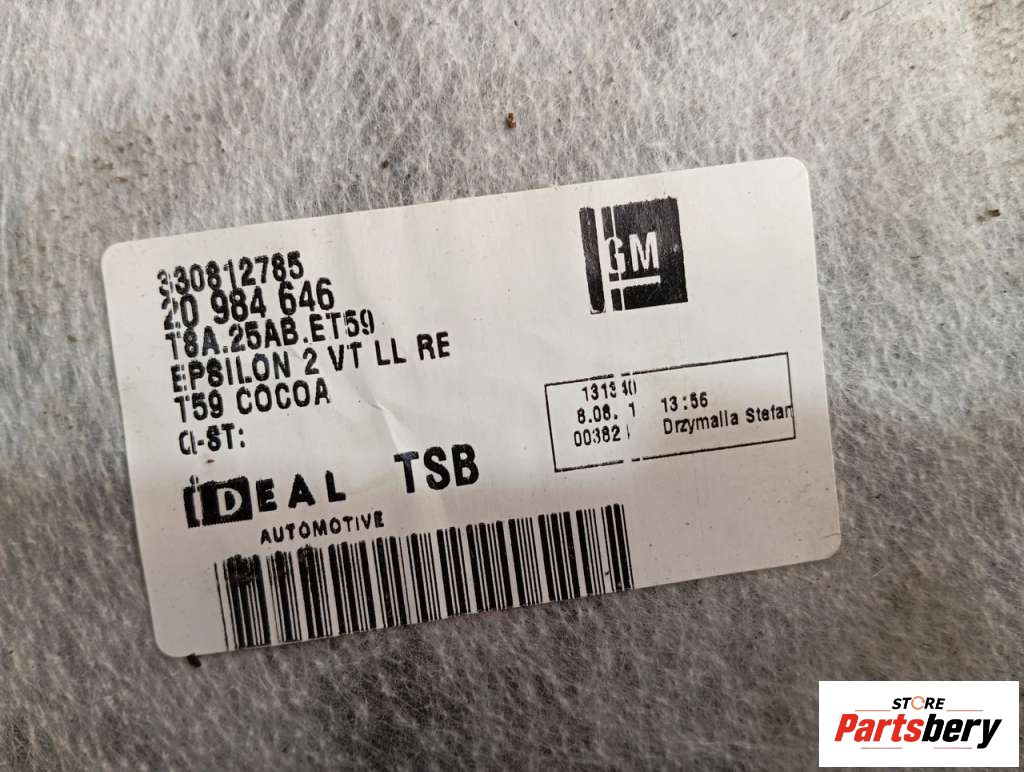 330812785
20 984 646
T8A.25AB.ET59
EPSILON 2 VT LL RE
T59 COCOA
CI-ST:
IDEAL TSB
AUTOMOTIVE
GM
13:56
Drzymalla Stefan
STORE
Partsbery